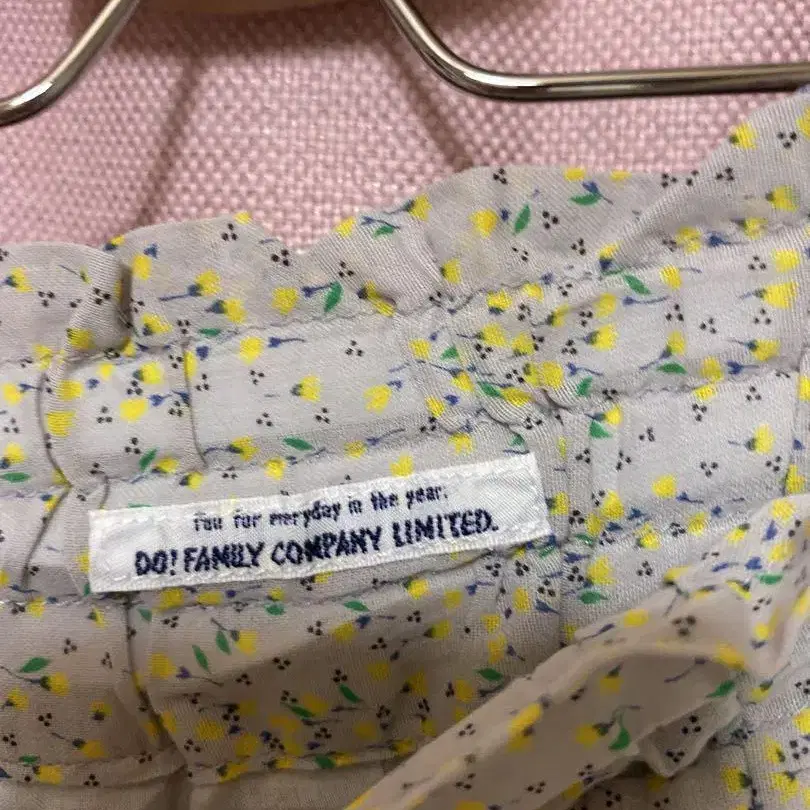 Fun for everyday in the year.
DO! FAMILY COMPANY LIMITED.